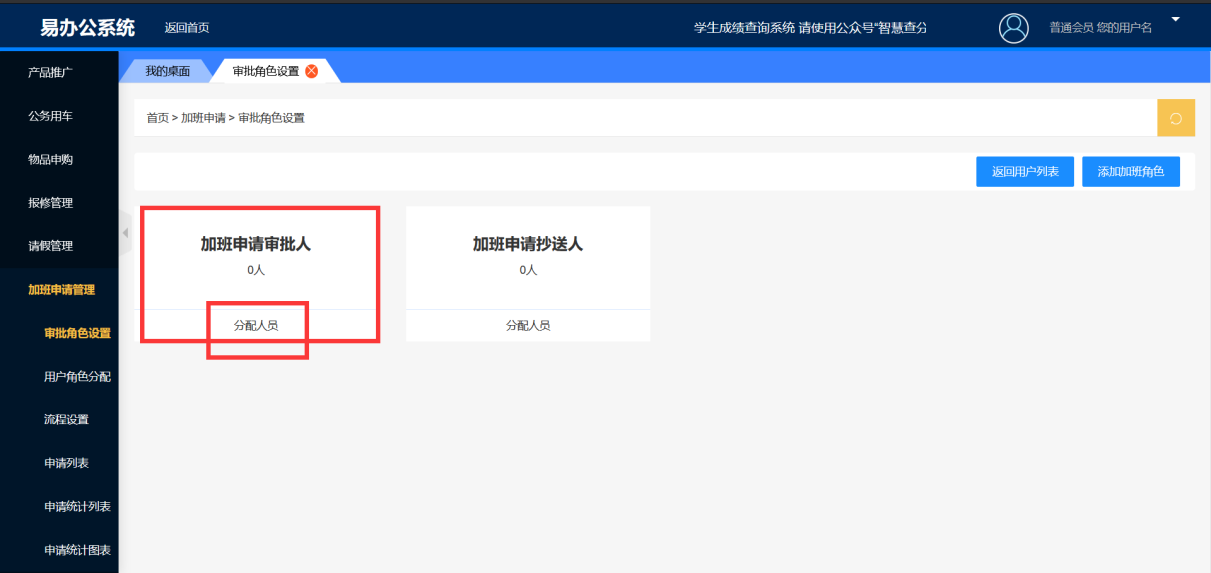 易办公系统
返回首页
学生成绩查询系统 请使用公众号“智慧查分
普通会员 您的用户名
产品推广
公务用车
物品申购
报修管理
请假管理
加班申请管理
审批角色设置
用户角色分配
流程设置
申请列表
申请统计列表
申请统计图表
我的桌面
审批角色设置
首页 > 加班申请 > 审批角色设置
返回用户列表
添加加班角色
加班申请审批人
0人
分配人员
加班申请抄送人
0人
分配人员